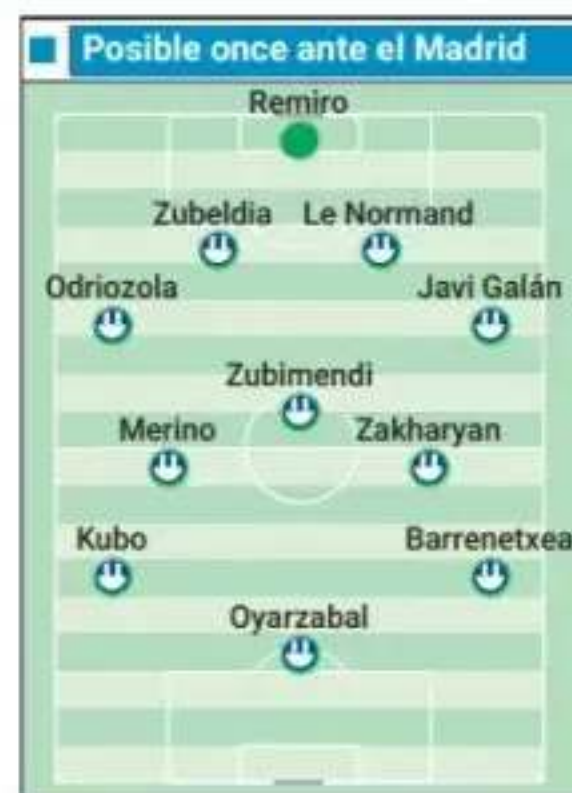 Posible once ante el Madrid
Remiro
Zubeldia Le Normand
Odriozola Javi Galán
Zubimendi
Merino Zakharyan
Kubo Barrenetxea
Oyarzabal